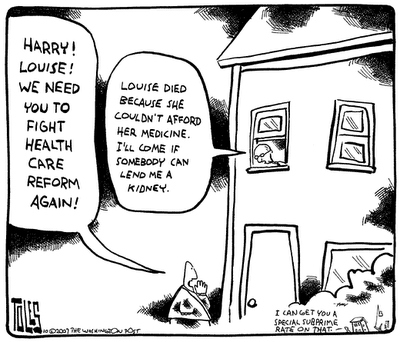 HARRY!
LOUISE!
WE NEED
YOU TO
FIGHT
HEALTH
CARE
REFORM
AGAIN!
LOUISE DIED
BECAUSE SHE
COULDN'T AFFORD
HER MEDICINE.
I'LL COME IF
SOMEBODY CAN
LEND ME A
KIDNEY.
TOLES
©2007 THE WASHINGTON POST
I CAN GET YOU A
SPECIAL SUBPRIME
RATE ON THAT.